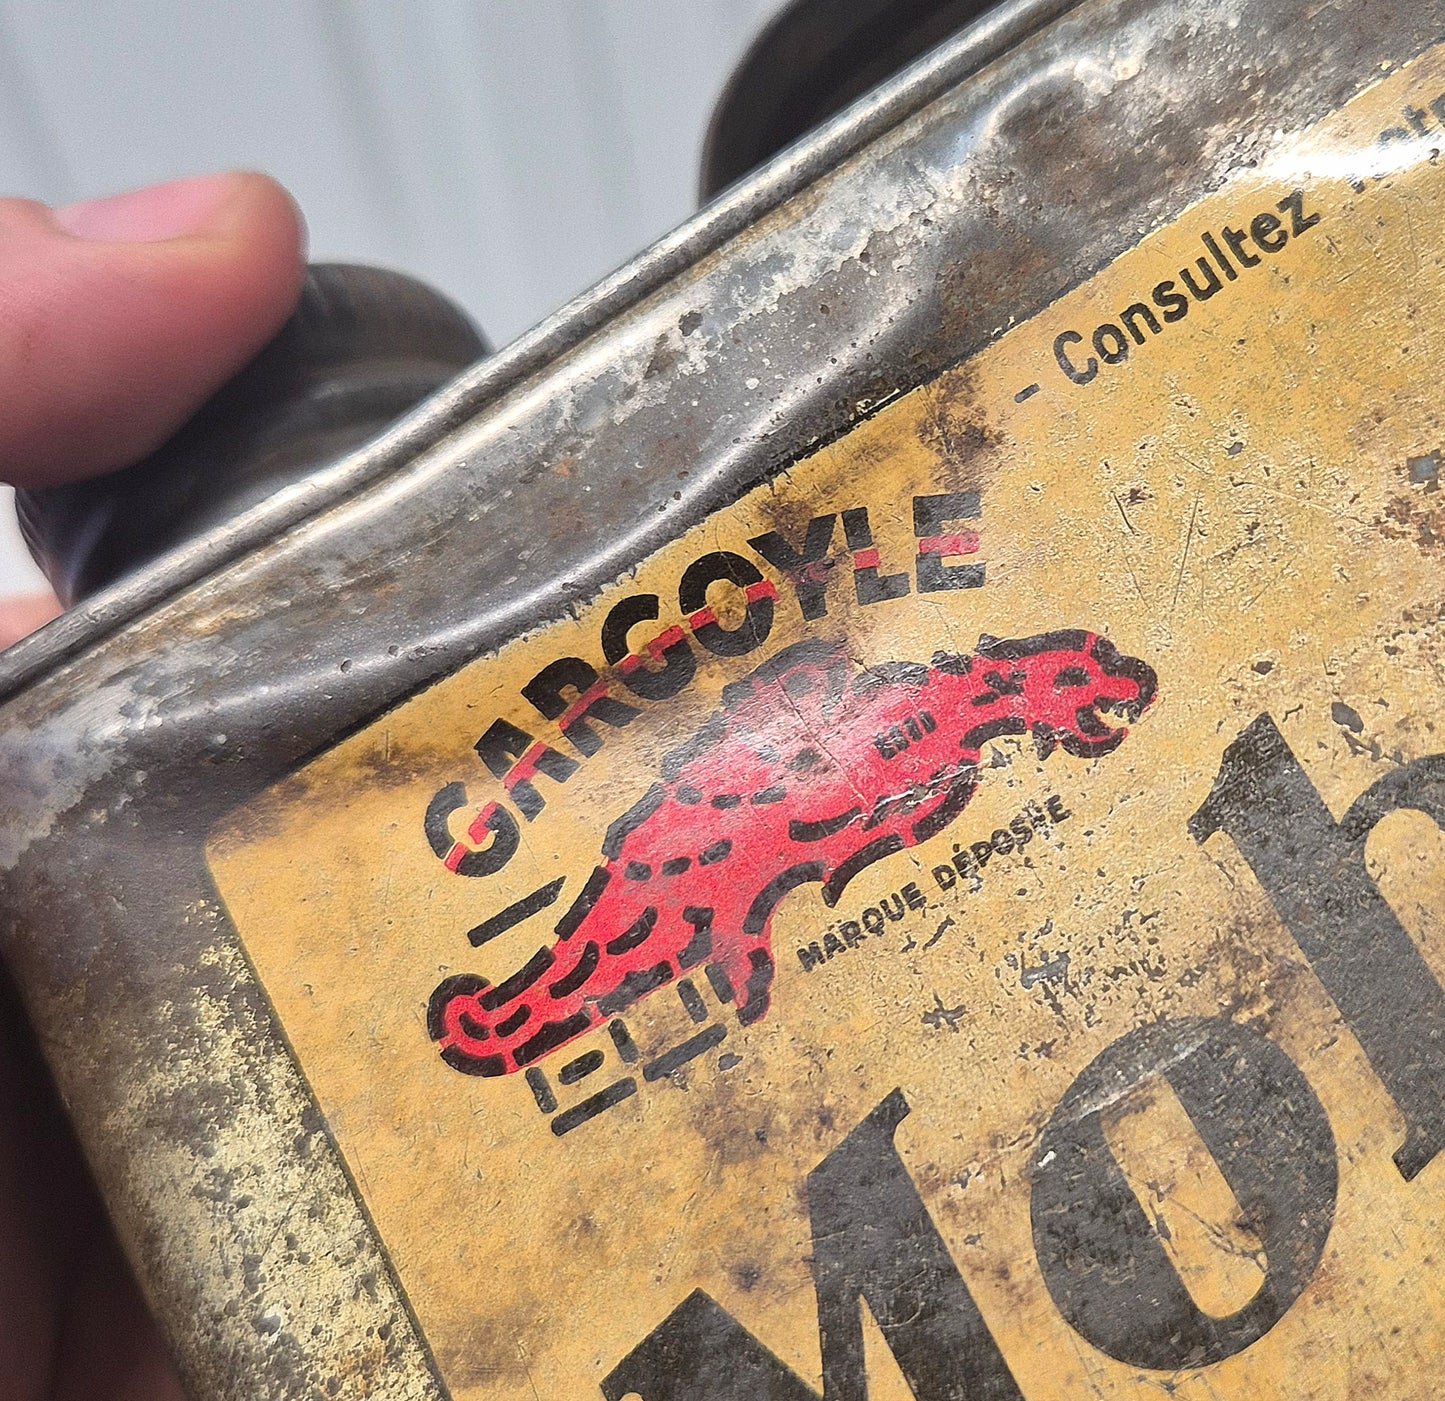 - Consultez
GARGOYLE
MARQUE DÉPOSÉE
Mob